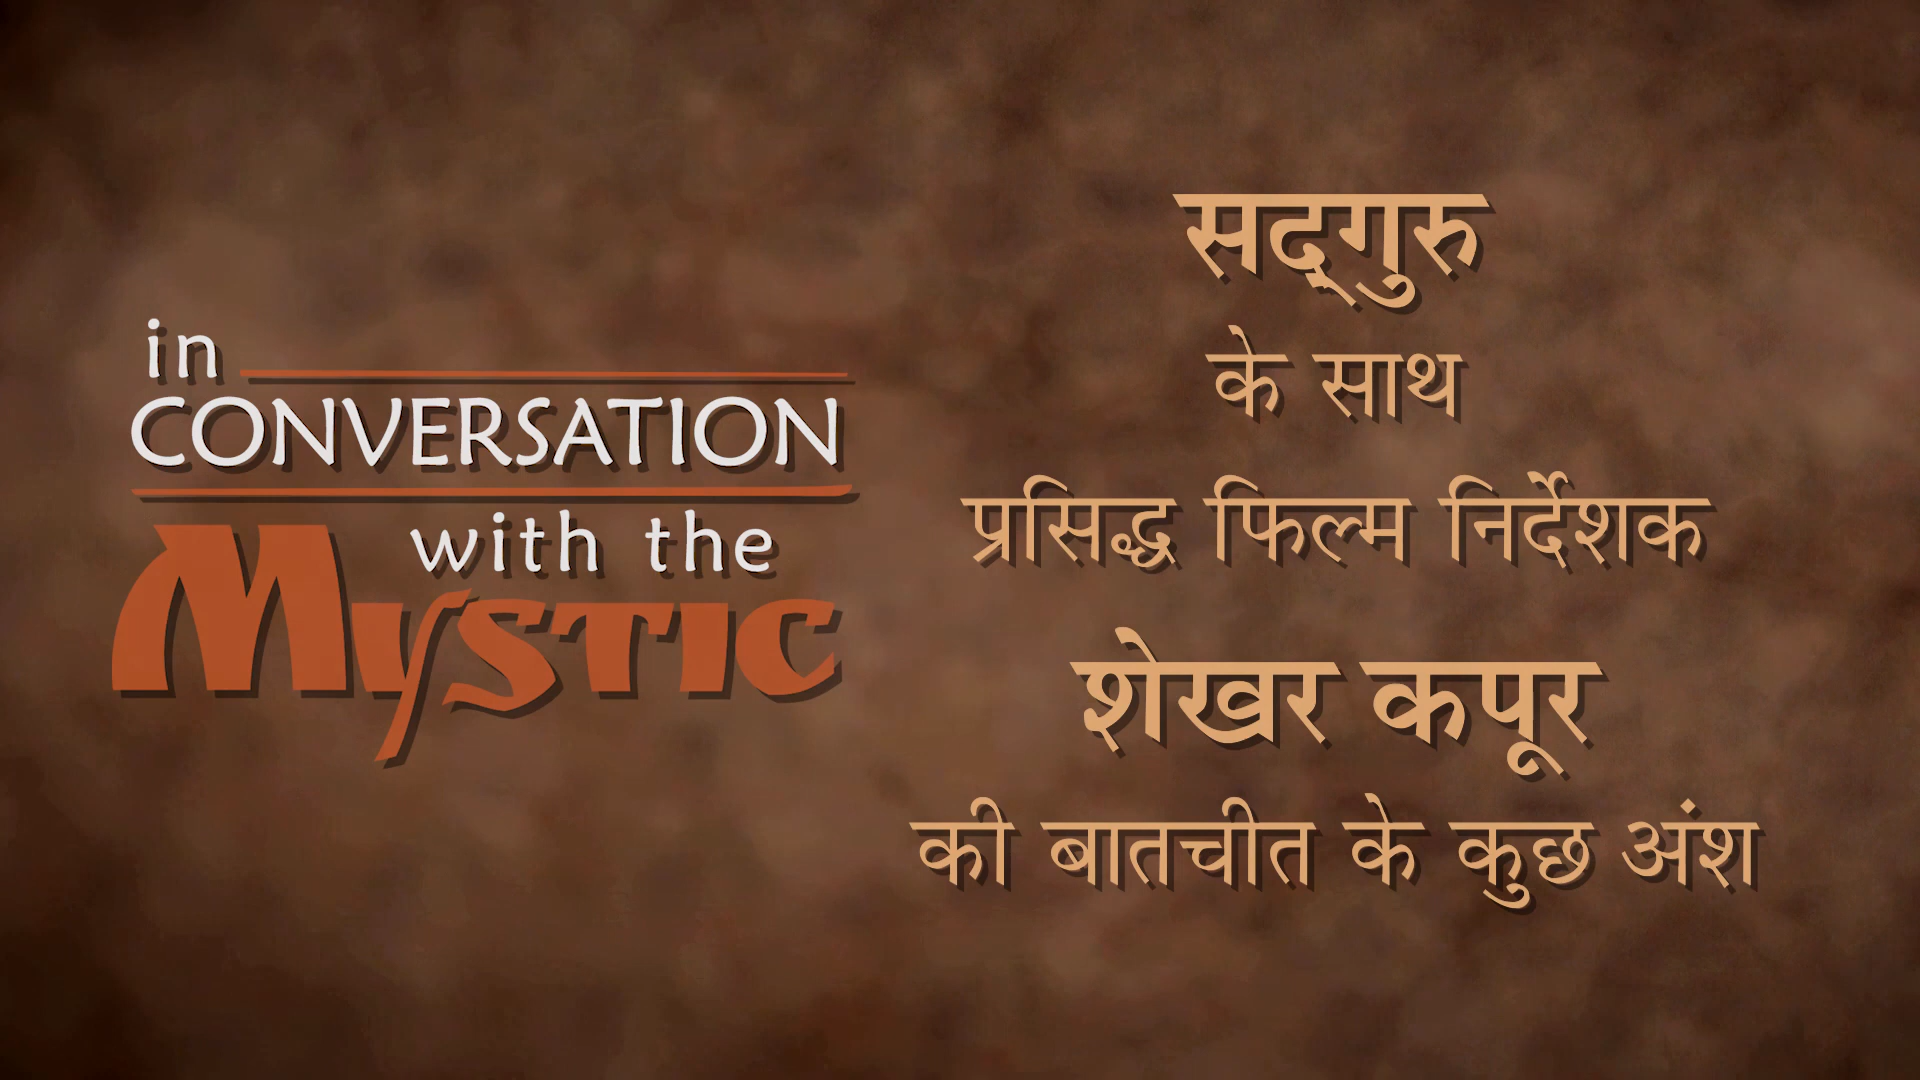 in
CONVERSATION
with the
MYSTIC
सद्‌गुरु
के साथ
प्रसिद्ध फिल्म निर्देशक
शेखर कपूर
की बातचीत के कुछ अंश